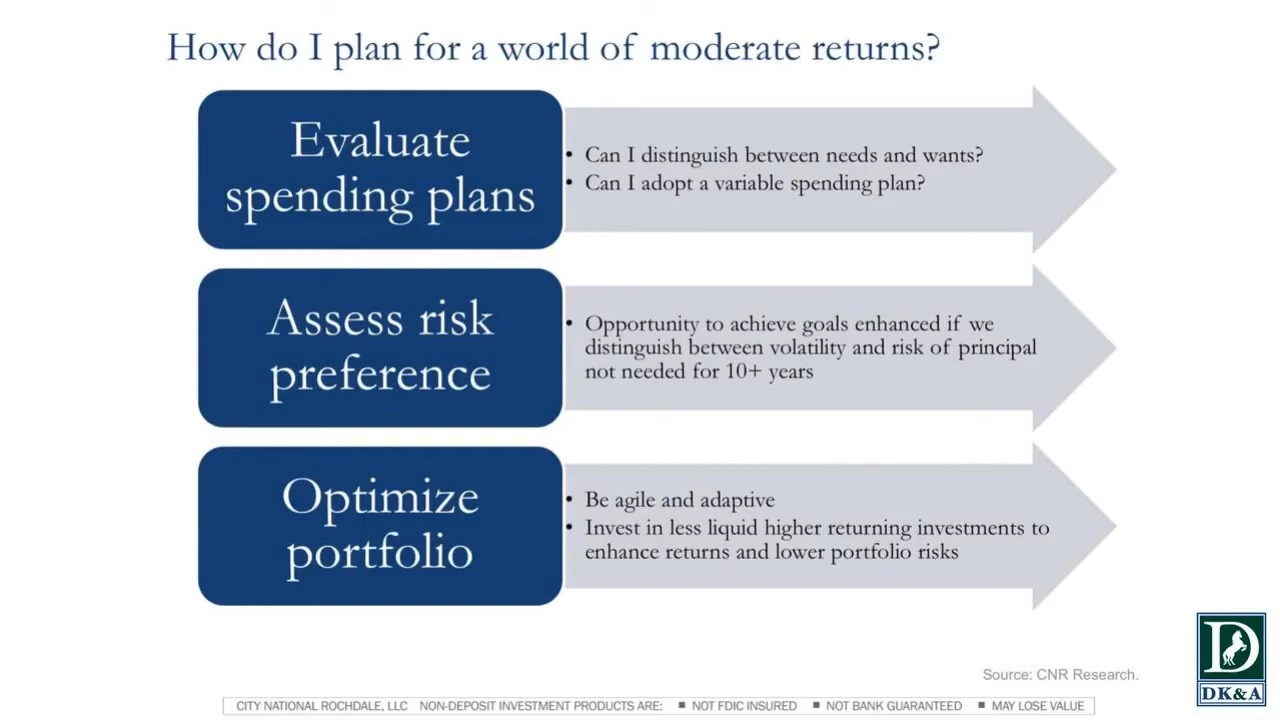 How do I plan for a world of moderate returns?
Evaluate
spending plans
• Can I distinguish between needs and wants?
• Can I adopt a variable spending plan?
Assess risk
preference
• Opportunity to achieve goals enhanced if we
distinguish between volatility and risk of principal
not needed for 10+ years
Optimize
portfolio
• Be agile and adaptive
• Invest in less liquid higher returning investments to
enhance returns and lower portfolio risks
Source: CNR Research.
D
DK&A
CITY NATIONAL ROCHDALE, LLC NON-DEPOSIT INVESTMENT PRODUCTS ARE: ■ NOT FDIC INSURED ■ NOT BANK GUARANTEED ■ MAY LOSE VALUE